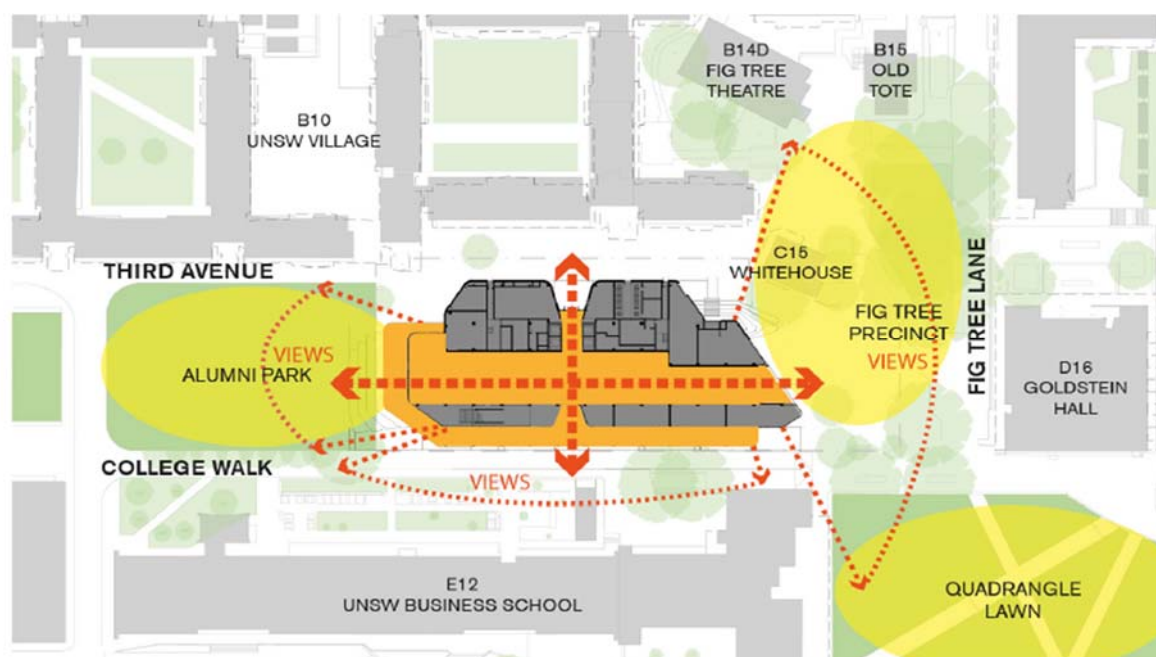 B14D
FIG TREE
THEATRE
B15
OLD
TOTE
B10
UNSW VILLAGE
THIRD AVENUE
C15
WHITEHOUSE
FIG TREE
PRECINCT
VIEWS
FIG TREE LANE
VIEWS
ALUMNI PARK
D16
GOLDSTEIN
HALL
COLLEGE WALK
VIEWS
E12
UNSW BUSINESS SCHOOL
QUADRANGLE
LAWN